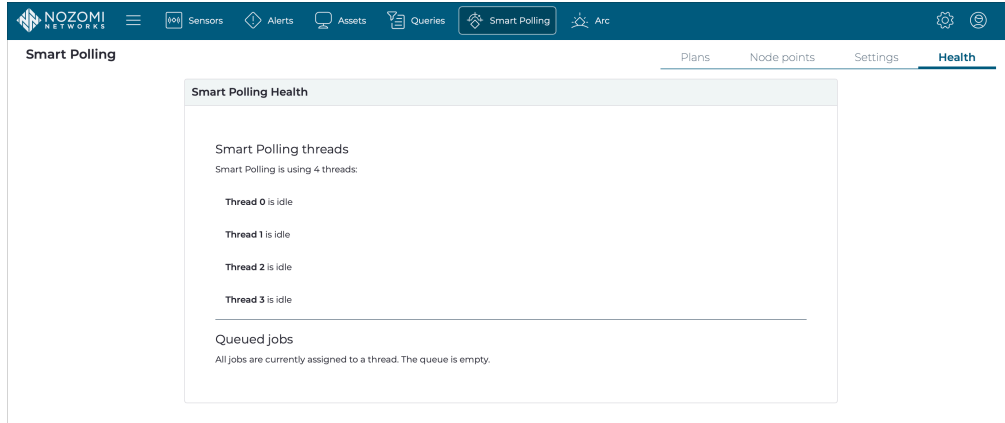 NOZOMI
NETWORKS
Sensors
Alerts
Assets
Queries
Smart Polling
Arc
Smart Polling
Plans
Node points
Settings
Health
Smart Polling Health
Smart Polling threads
Smart Polling is using 4 threads:
Thread 0 is idle
Thread 1 is idle
Thread 2 is idle
Thread 3 is idle
Queued jobs
All jobs are currently assigned to a thread. The queue is empty.